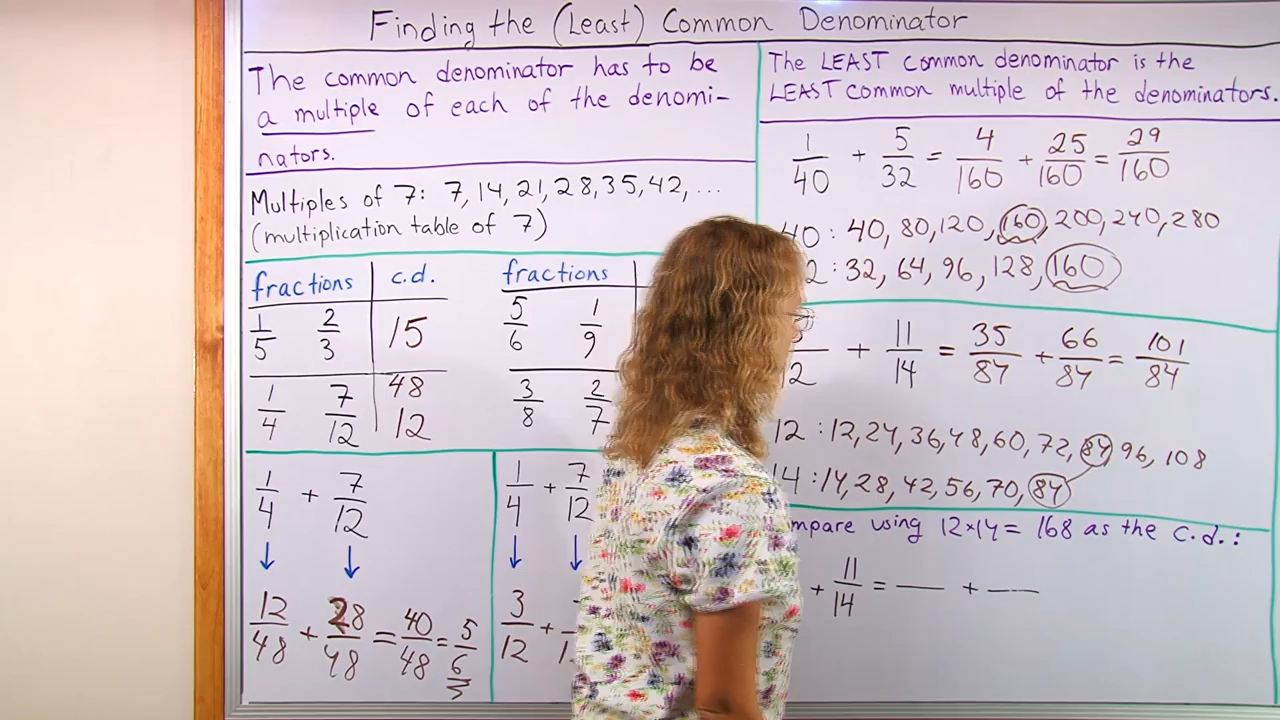 Finding the (Least) Common Denominator
The common denominator has to be
a multiple of each of the denomi-
nators.
Multiples of 7: 7, 14, 21, 28, 35, 42, ...
(multiplication table of 7)
fractions c.d.
1/5 2/3 15
1/4 7/12 48
12
fractions
5/6 1/9
3/8 2/7
1/4 + 7/12
12/48 + 28/48 = 40/48 = 5/6
1/4 + 7/12
3/12 +
The LEAST common denominator is the
LEAST common multiple of the denominators.
1/40 + 5/32 = 4/160 + 25/160 = 29/160
40: 40, 80, 120, 160, 200, 240, 280
2: 32, 64, 96, 128, 160
+ 11/14 = 35/84 + 66/84 = 101/84
12: 12, 24, 36, 48, 60, 72, 84, 96, 108
14: 14, 28, 42, 56, 70, 84
mpare using 12×14 = 168 as the c.d.:
+ 11/14 = — + —